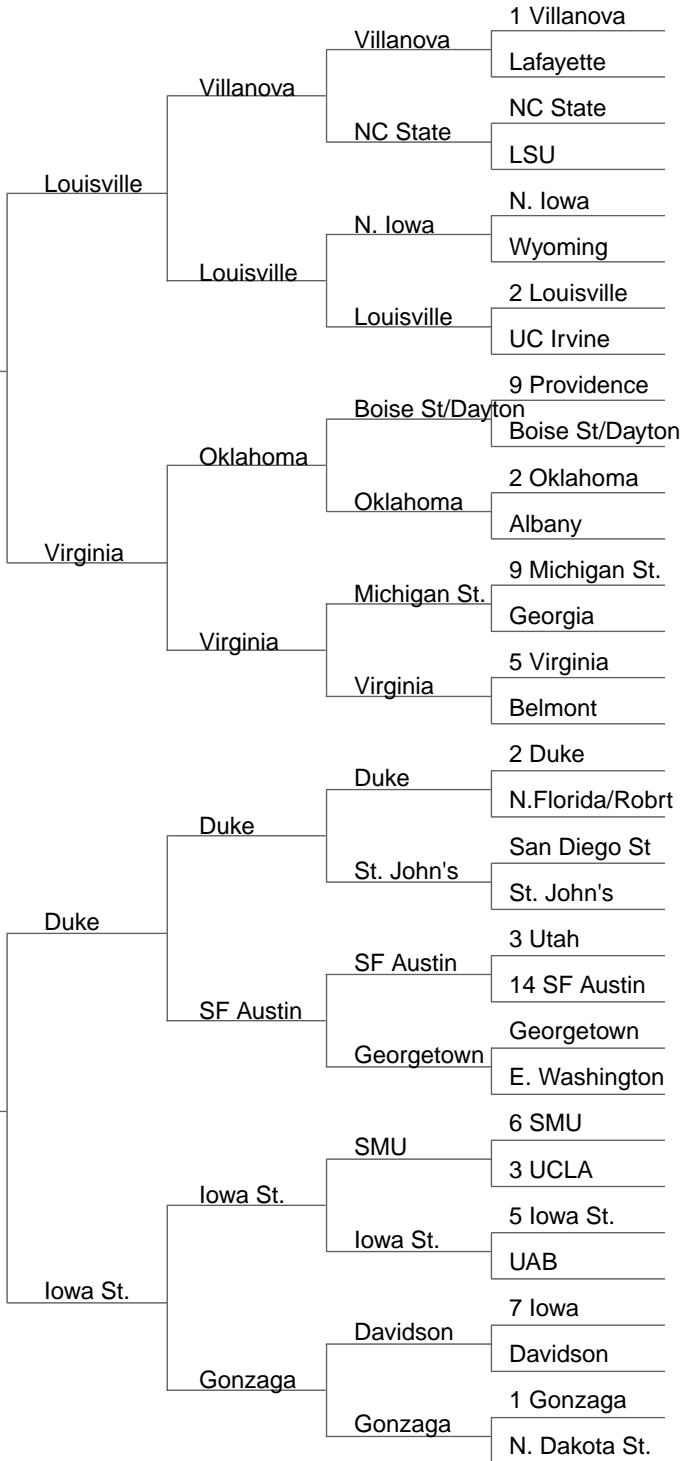 1 Villanova
Villanova
Lafayette
Villanova
NC State
NC State
LSU
Louisville
N. Iowa
N. Iowa
Wyoming
Louisville
2 Louisville
Louisville
UC Irvine
9 Providence
Boise St/Dayton
Boise St/Dayton
Oklahoma
2 Oklahoma
Oklahoma
Albany
Virginia
9 Michigan St.
Michigan St.
Georgia
Virginia
5 Virginia
Virginia
Belmont
2 Duke
Duke
N.Florida/Robrt
Duke
San Diego St
St. John's
St. John's
Duke
3 Utah
SF Austin
14 SF Austin
SF Austin
Georgetown
Georgetown
E. Washington
6 SMU
SMU
3 UCLA
Iowa St.
5 Iowa St.
Iowa St.
UAB
Iowa St.
7 Iowa
Davidson
Davidson
Gonzaga
1 Gonzaga
Gonzaga
N. Dakota St.